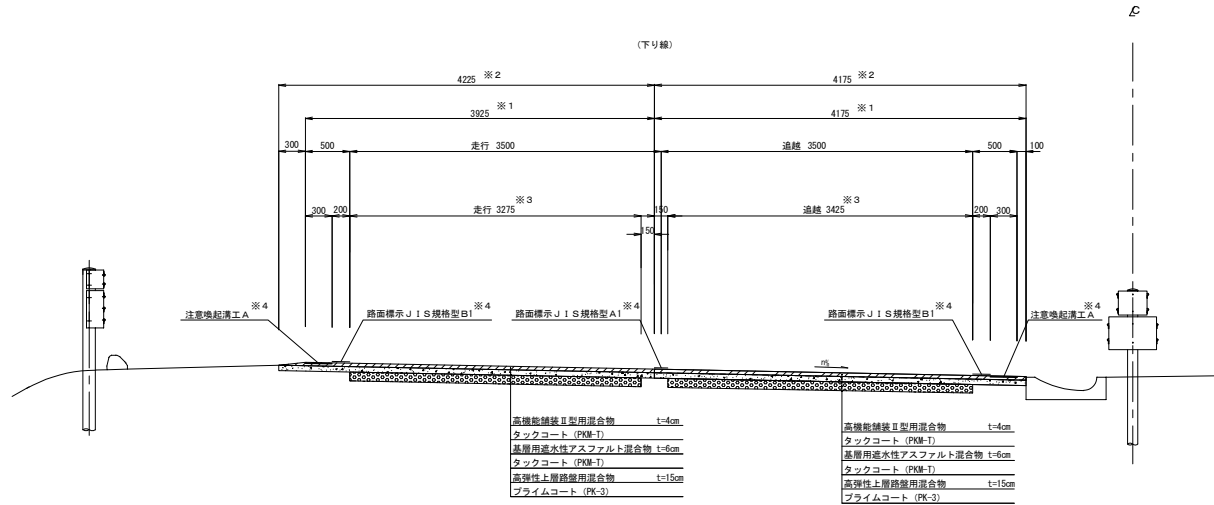 ℄
(下り線)
4225 ※2 4175 ※2
3925 ※1 4175 ※1
300 500 走行 3500 追越 3500 500 100
300 200 走行 3275 ※3 150 追越 3425 ※3 200 300
150
注意喚起溝工A ※4 路面標示JIS規格型B1 ※4 路面標示JIS規格型A1 ※4 路面標示JIS規格型B1 ※4 注意喚起溝工A ※4
高機能舗装Ⅱ型用混合物 t=4cm
タックコート (PKM-T)
基層用遮水性アスファルト混合物 t=6cm
タックコート (PKM-T)
高弾性上層路盤用混合物 t=15cm
プライムコート (PK-3)
高機能舗装Ⅱ型用混合物 t=4cm
タックコート (PKM-T)
基層用遮水性アスファルト混合物 t=6cm
タックコート (PKM-T)
高弾性上層路盤用混合物 t=15cm
プライムコート (PK-3)